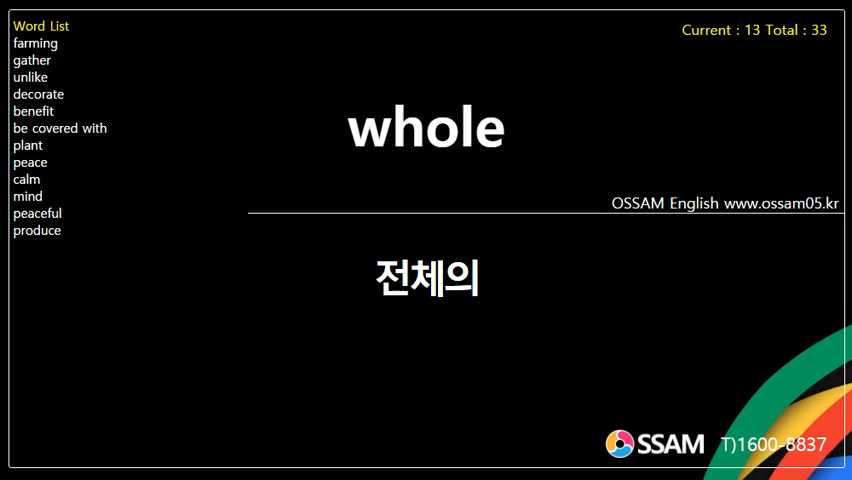 Word List
farming
gather
unlike
decorate
benefit
be covered with
plant
peace
calm
mind
peaceful
produce
Current : 13 Total : 33
whole
OSSAM English www.ossam05.kr
전체의
OSSAM T)1600-8837